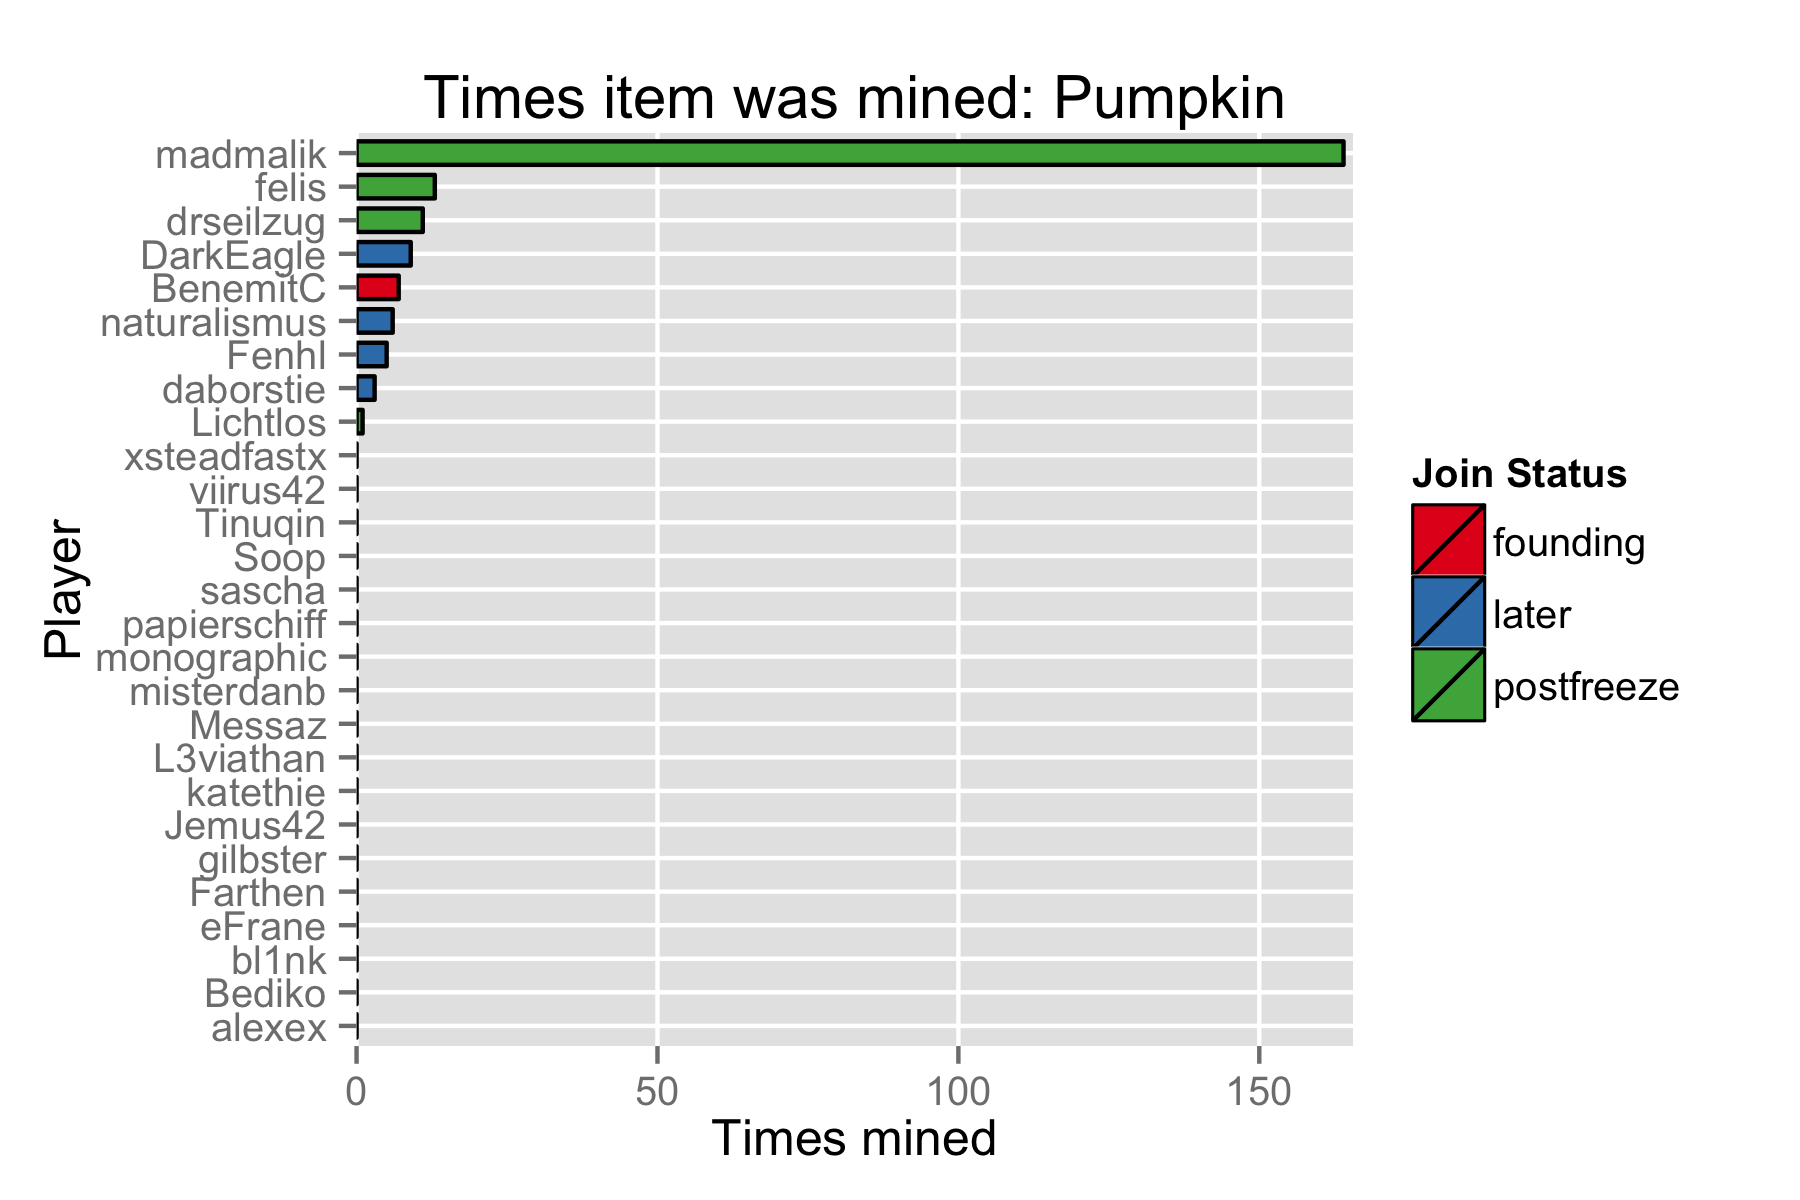 Times item was mined: Pumpkin
madmalik
felis
drseilzug
DarkEagle
BenemitC
naturalismus
Fenhl
daborstie
Lichtlos
xsteadfastx
viirus42
Tinuqin
Soop
sascha
papierschiff
monographic
misterdanb
Messaz
L3viathan
katethie
Jemus42
gilbster
Farthen
eFrane
bl1nk
Bediko
alexex
Player
0 50 100 150
Times mined
Join Status
founding
later
postfreeze